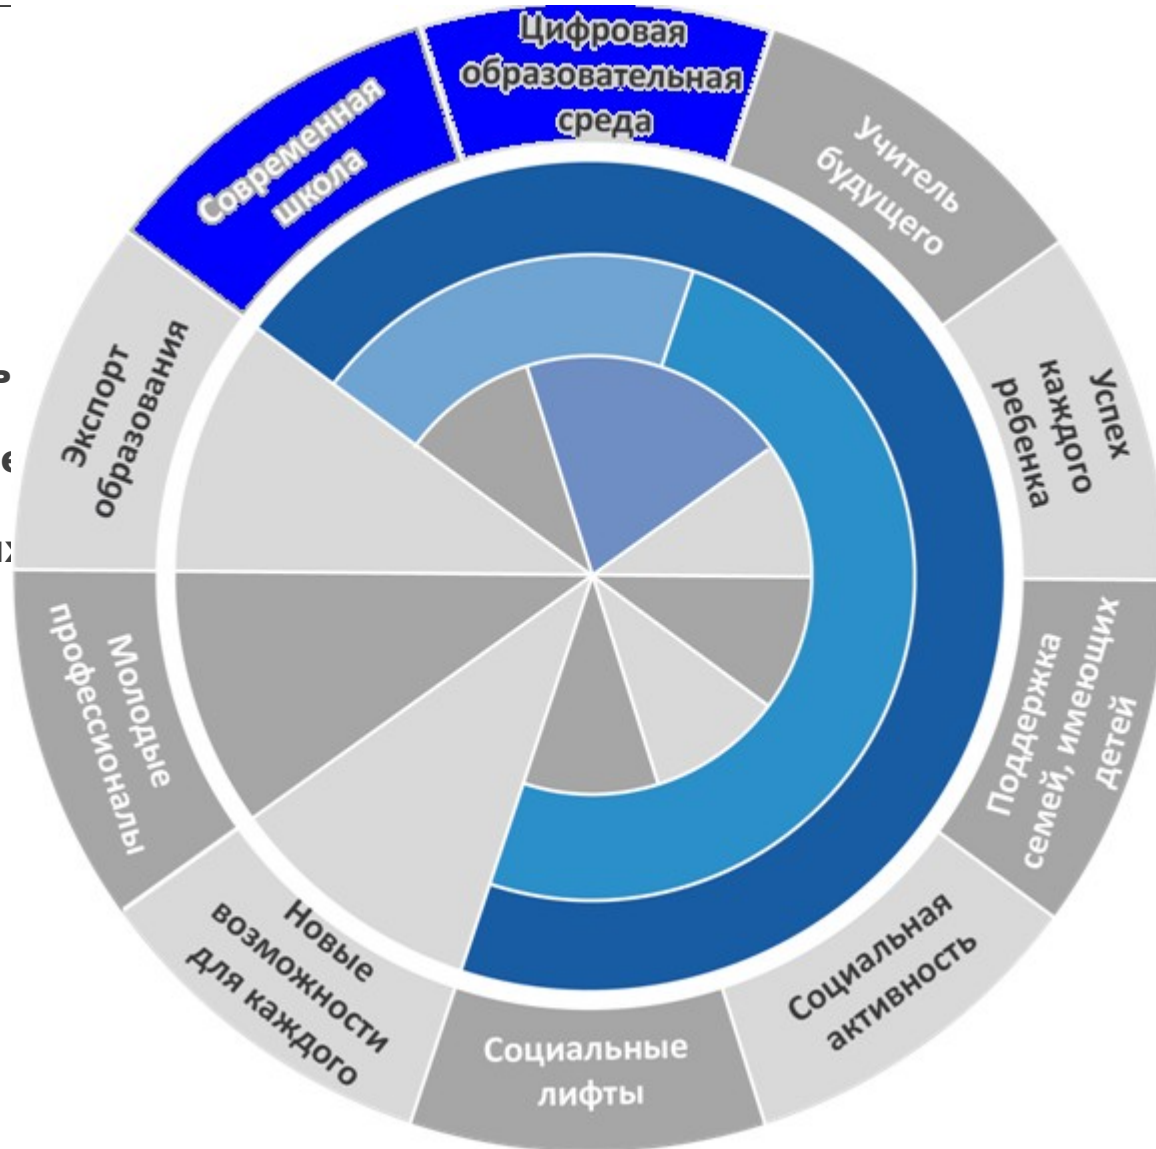 Цифровая
образовательная
среда
Учитель
будущего
Успех
каждого
ребенка
Поддержка
семей, имеющих
детей
Социальная
активность
Социальные
лифты
Новые
возможности
для каждого
Молодые
профессионалы
Экспорт
образования
Современная
школа